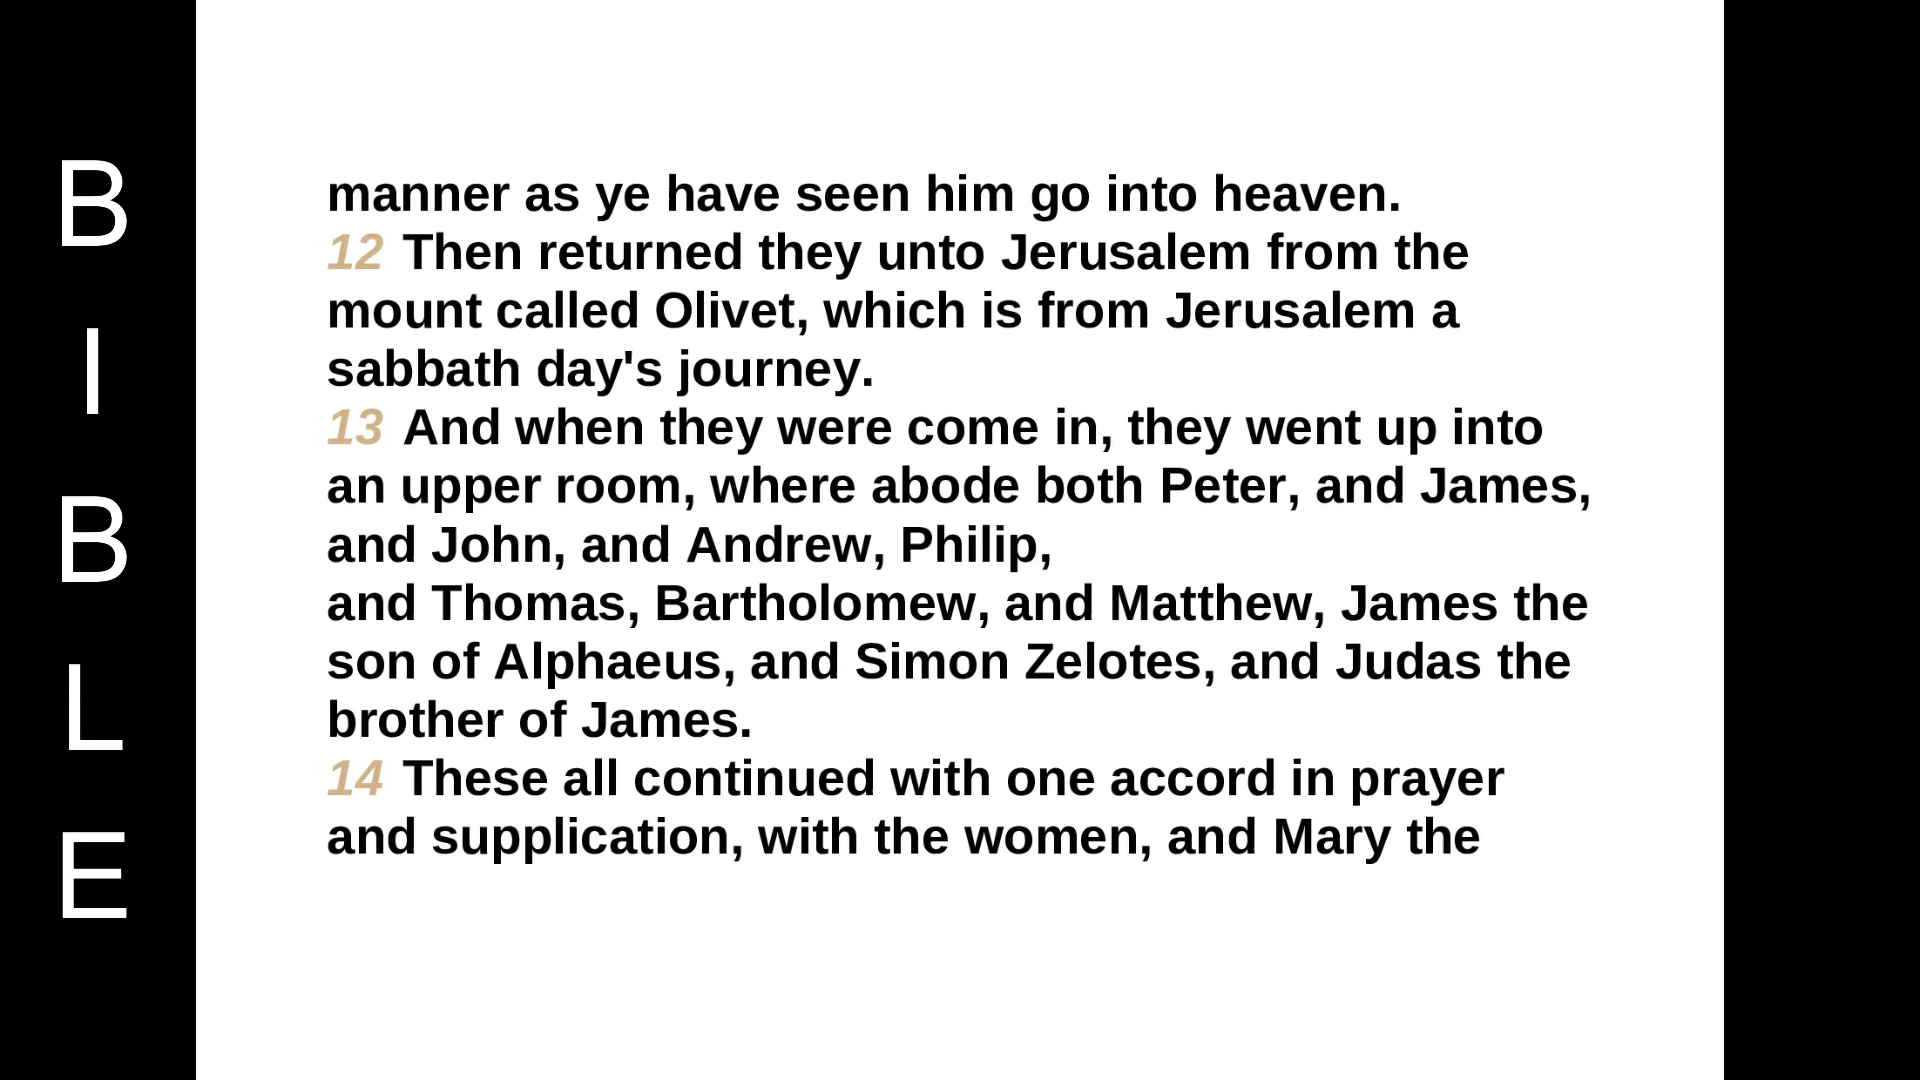 B
I
B
L
E
manner as ye have seen him go into heaven.
12 Then returned they unto Jerusalem from the
mount called Olivet, which is from Jerusalem a
sabbath day's journey.
13 And when they were come in, they went up into
an upper room, where abode both Peter, and James,
and John, and Andrew, Philip,
and Thomas, Bartholomew, and Matthew, James the
son of Alphaeus, and Simon Zelotes, and Judas the
brother of James.
14 These all continued with one accord in prayer
and supplication, with the women, and Mary the